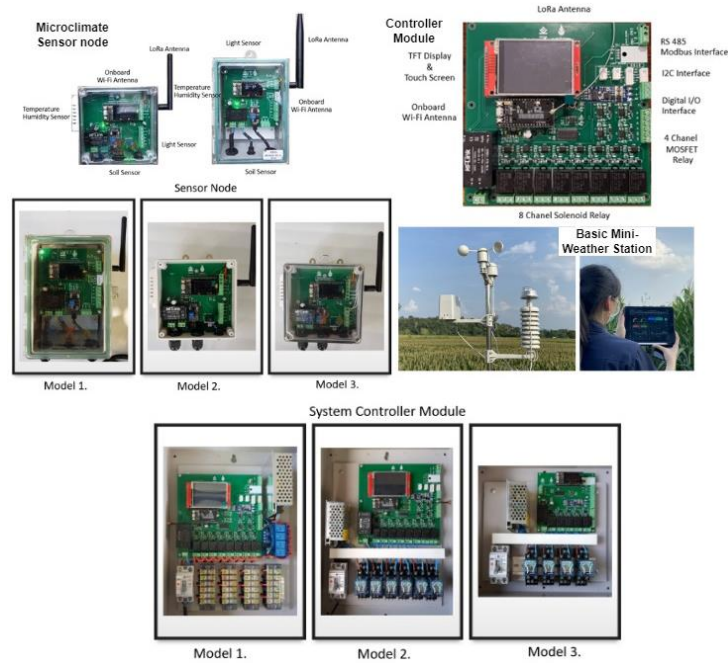 Microclimate
Sensor node
LoRa Antenna
Onboard
Wi-Fi Antenna
Temperature
Humidity Sensor
Light Sensor
Soil Sensor
Light Sensor
LoRa Antenna
Temperature
Humidity Sensor
Onboard
Wi-Fi Antenna
Soil Sensor
Controller
Module
LoRa Antenna
TFT Display
&
Touch Screen
Onboard
Wi-Fi Antenna
RS 485
Modbus Interface
I2C Interface
Digital I/O
Interface
4 Chanel
MOSFET
Relay
8 Chanel Solenoid Relay
Sensor Node
HI-Link
Model 1.
Model 2.
Model 3.
Basic Mini-
Weather Station
System Controller Module
Model 1.
Model 2.
Model 3.